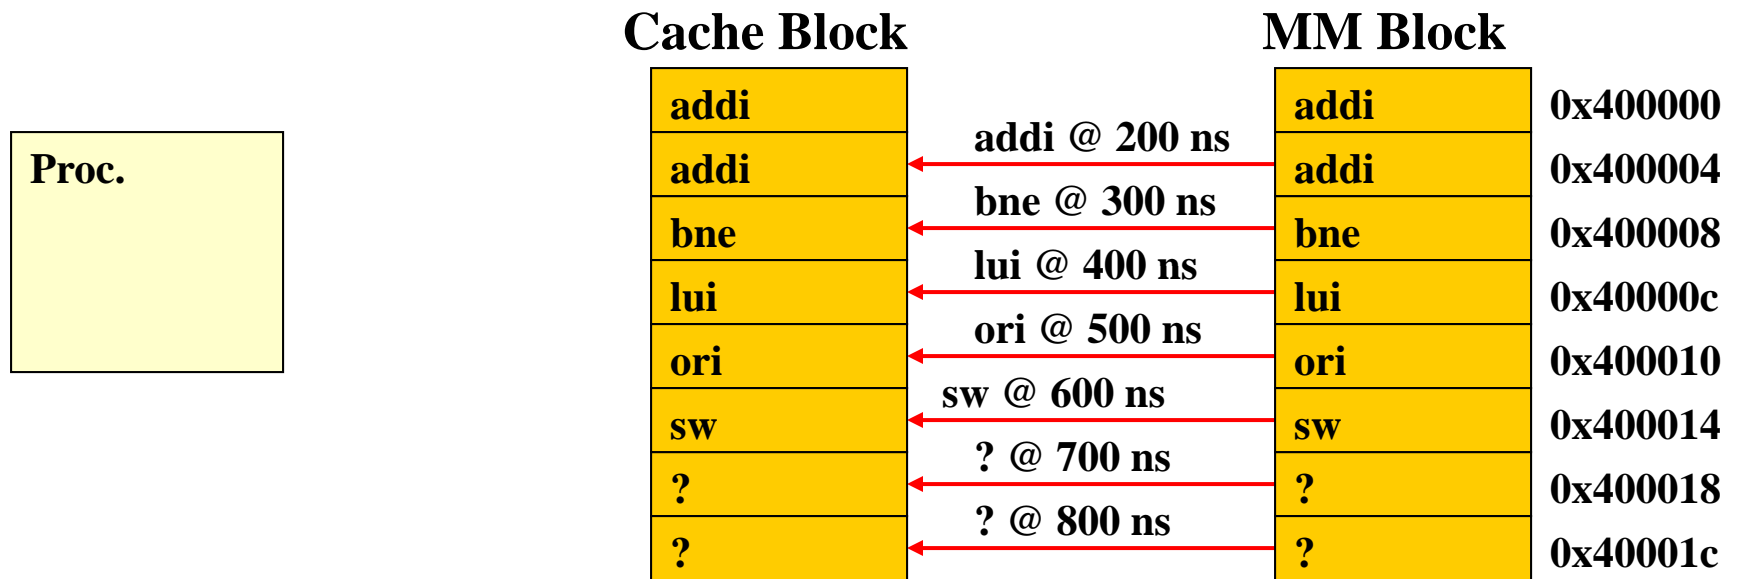 Cache Block
MM Block
Proc.
addi
addi
bne
lui
ori
sw
?
?
addi @ 200 ns
bne @ 300 ns
lui @ 400 ns
ori @ 500 ns
sw @ 600 ns
? @ 700 ns
? @ 800 ns
addi
addi
bne
lui
ori
sw
?
?
0x400000
0x400004
0x400008
0x40000c
0x400010
0x400014
0x400018
0x40001c